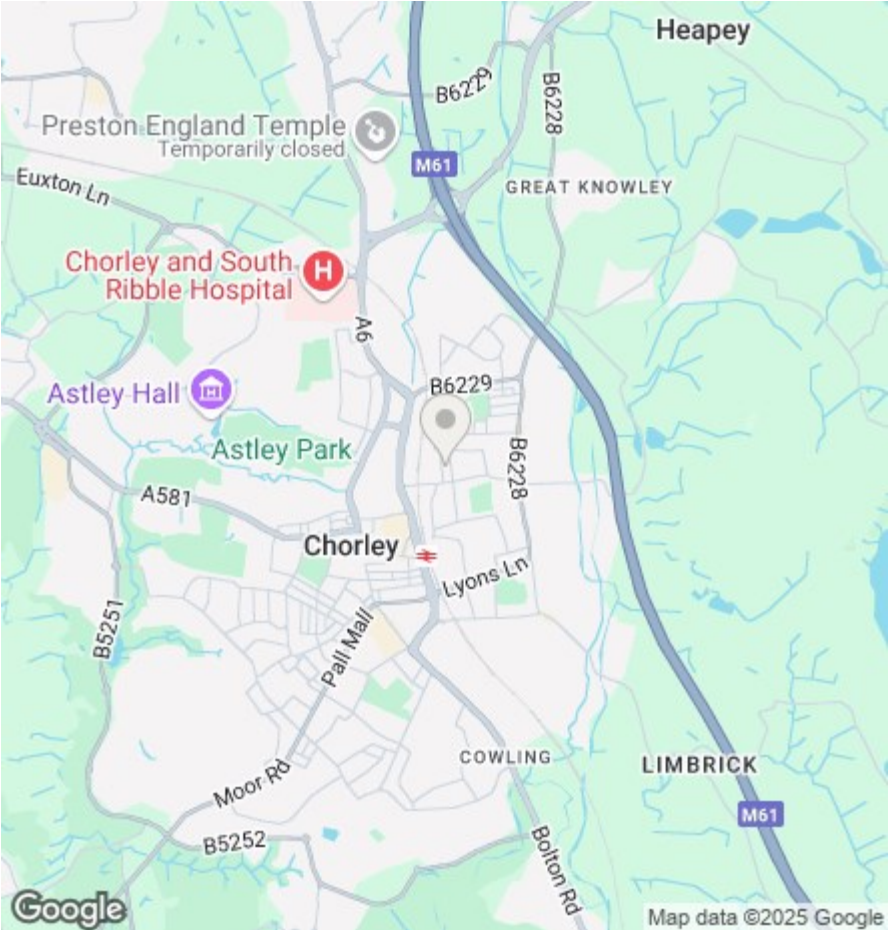 Heapey
B6229
B6228
Preston England Temple
Temporarily closed
M61
Euxton Ln
GREAT KNOWLEY
Chorley and South
Ribble Hospital
H
A6
B6229
Astley Hall
Astley Park
B6228
A581
Chorley
Lyons Ln
B5251
Pall Mall
COWLING
LIMBRICK
Moor Rd
M61
B5252
Bolton Rd
Google
Map data ©2025 Google